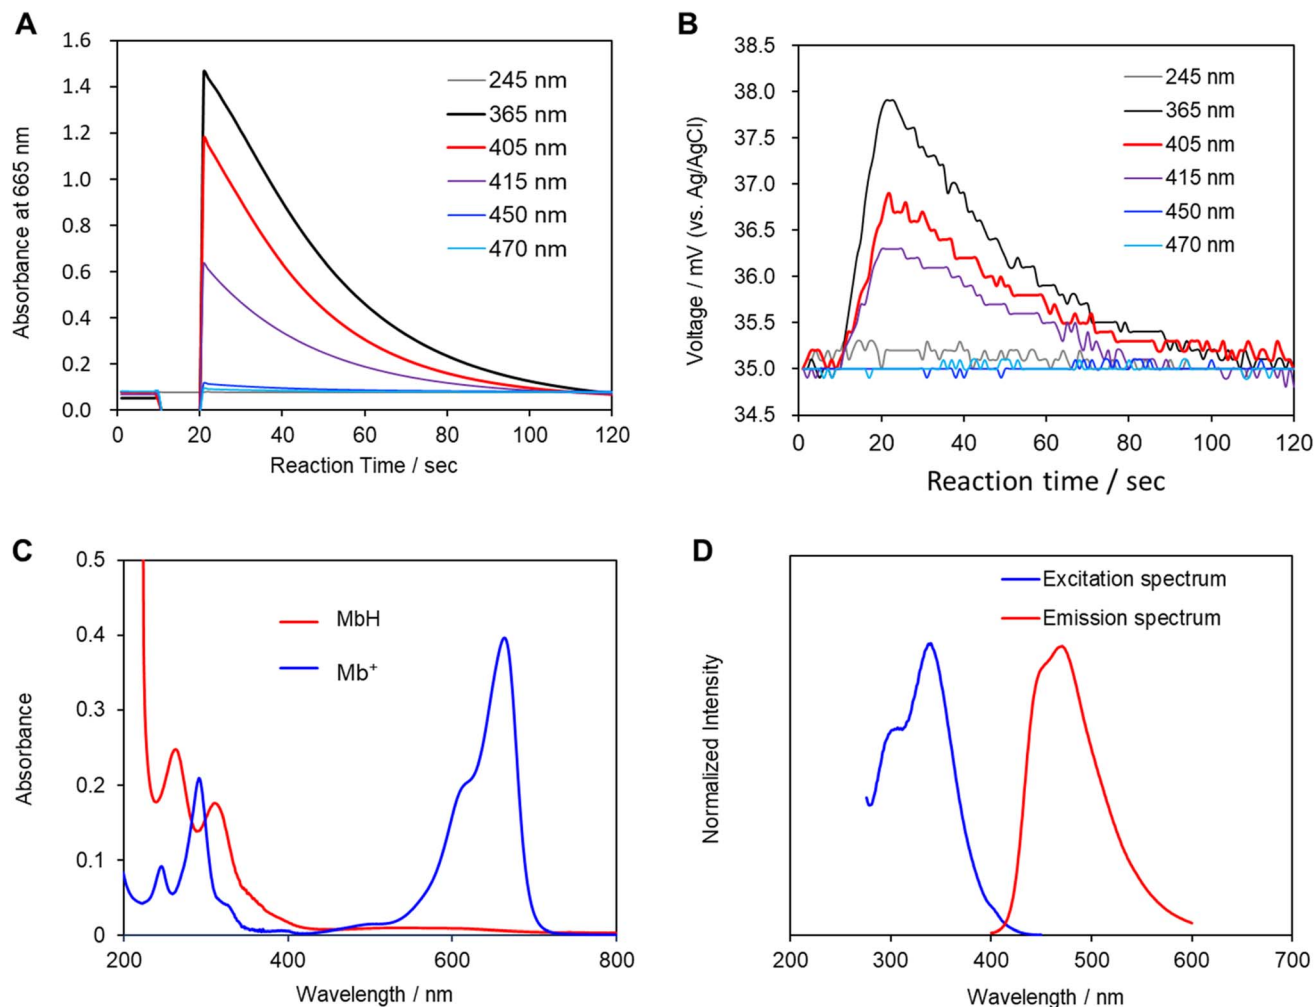 A
1.6
1.4
1.2
1.0
0.8
0.6
0.4
0.2
0.0
0
20
40
60
80
100
120
Absorbance at 665 nm
Reaction Time / sec
245 nm
365 nm
405 nm
415 nm
450 nm
470 nm
B
38.5
38.0
37.5
37.0
36.5
36.0
35.5
35.0
34.5
0
20
40
60
80
100
120
Voltage / mV (vs. Ag/AgCl)
Reaction time / sec
245 nm
365 nm
405 nm
415 nm
450 nm
470 nm
C
0.5
0.4
0.3
0.2
0.1
0
200
400
600
800
Absorbance
Wavelength / nm
MbH
Mb⁺
D
Normalized Intensity
Excitation spectrum
Emission spectrum
200
300
400
500
600
700
Wavelength / nm